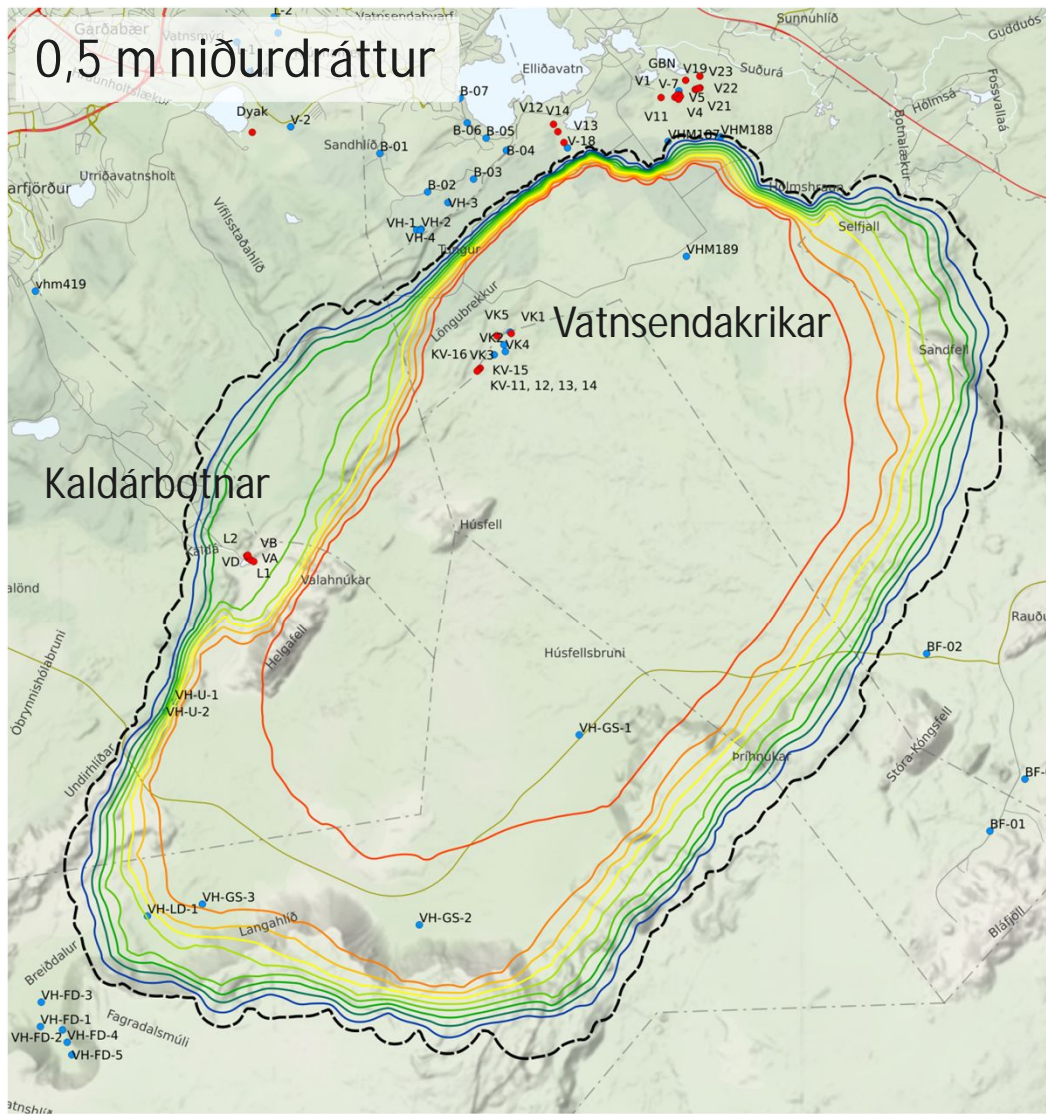 0,5 m niðurdráttur
Garðabær
Vatnsmýri
L-2
Vatnsendahvarf
Sunnuhlíð
Gudduós
Elliðavatn
GBN
V19
V23
Suðurá
V1
V-7
V22
V5
V21
V11
V4
Hólmsá
Fossvallaá
Botnalækur
B-07
Dyak
V-2
V12
V14
V13
V-18
B-06
B-05
B-04
VHM187
VHM188
Sandhlíð
B-01
Urriðavatnsholt
arfjörður
B-03
B-02
VH-3
Hólmshraun
Vífilsstaðahlíð
VH-1
VH-2
VH-4
Tungur
Selfjall
VHM189
vhm419
Löngubrekkur
VK5
VK1
Vatnsendakrikar
VK2
VK4
KV-16
VK3
KV-15
KV-11, 12, 13, 14
Sandfell
Kaldárbotnar
Húsfell
L2
VB
Kaldá
VD
VA
L1
Valahnúkar
alönd
Helgafell
Húsfellsbruni
BF-02
Óbrynnishólabruni
VH-U-1
VH-U-2
VH-GS-1
Stóra-Kóngsfell
Undirhlíðar
Þríhnúkar
BF-01
VH-GS-3
VH-LD-1
VH-GS-2
Langahlíð
Bláfjöll
Breiðdalur
VH-FD-3
VH-FD-1
VH-FD-2
VH-FD-4
Fagradalsmúli
VH-FD-5